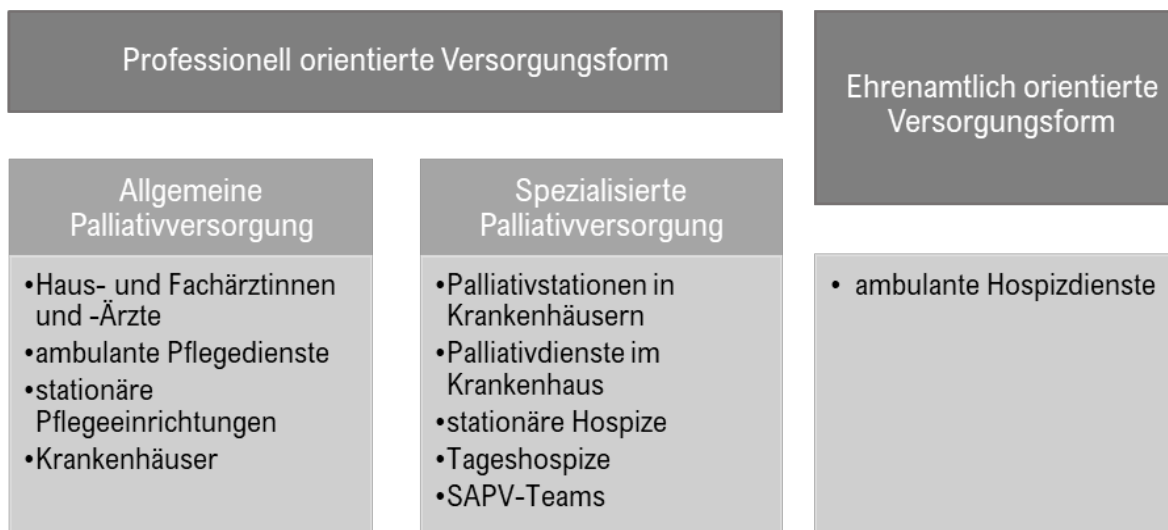 Professionell orientierte Versorgungsform
Ehrenamtlich orientierte
Versorgungsform
Allgemeine
Palliativversorgung
•Haus- und Fachärztinnen
und -Ärzte
•ambulante Pflegedienste
•stationäre
Pflegeeinrichtungen
•Krankenhäuser
Spezialisierte
Palliativversorgung
•Palliativstationen in
Krankenhäusern
•Palliativdienste im
Krankenhaus
•stationäre Hospize
•Tageshospize
•SAPV-Teams
• ambulante Hospizdienste